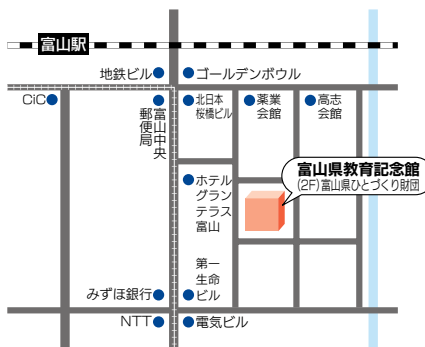 富山駅
地鉄ビル
ゴールデンボウル
CiC
富山中央
郵便局
北日本
桜橋ビル
薬業
会館
高志
会館
富山県教育記念館
(2F)富山県ひとづくり財団
ホテル
グラン
テラス
富山
第一
生命
ビル
みずほ銀行
NTT
電気ビル